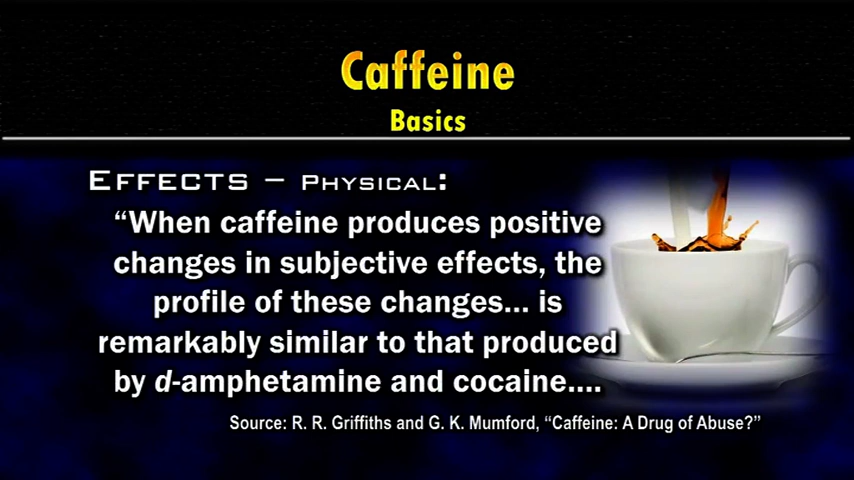 Caffeine
Basics
EFFECTS – PHYSICAL:
“When caffeine produces positive
changes in subjective effects, the
profile of these changes... is
remarkably similar to that produced
by d-amphetamine and cocaine....
Source: R. R. Griffiths and G. K. Mumford, “Caffeine: A Drug of Abuse?”